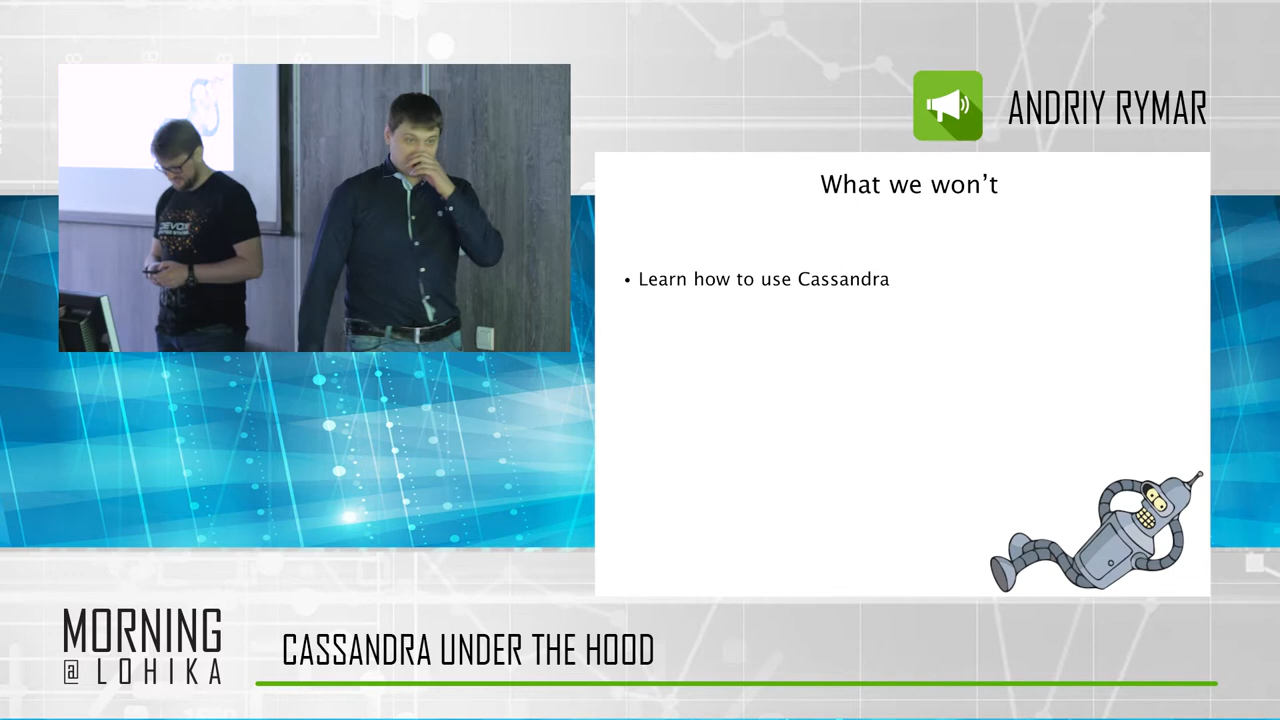 ANDRIY RYMAR
What we won't
• Learn how to use Cassandra
MORNING
@ LOHIKA
CASSANDRA UNDER THE HOOD